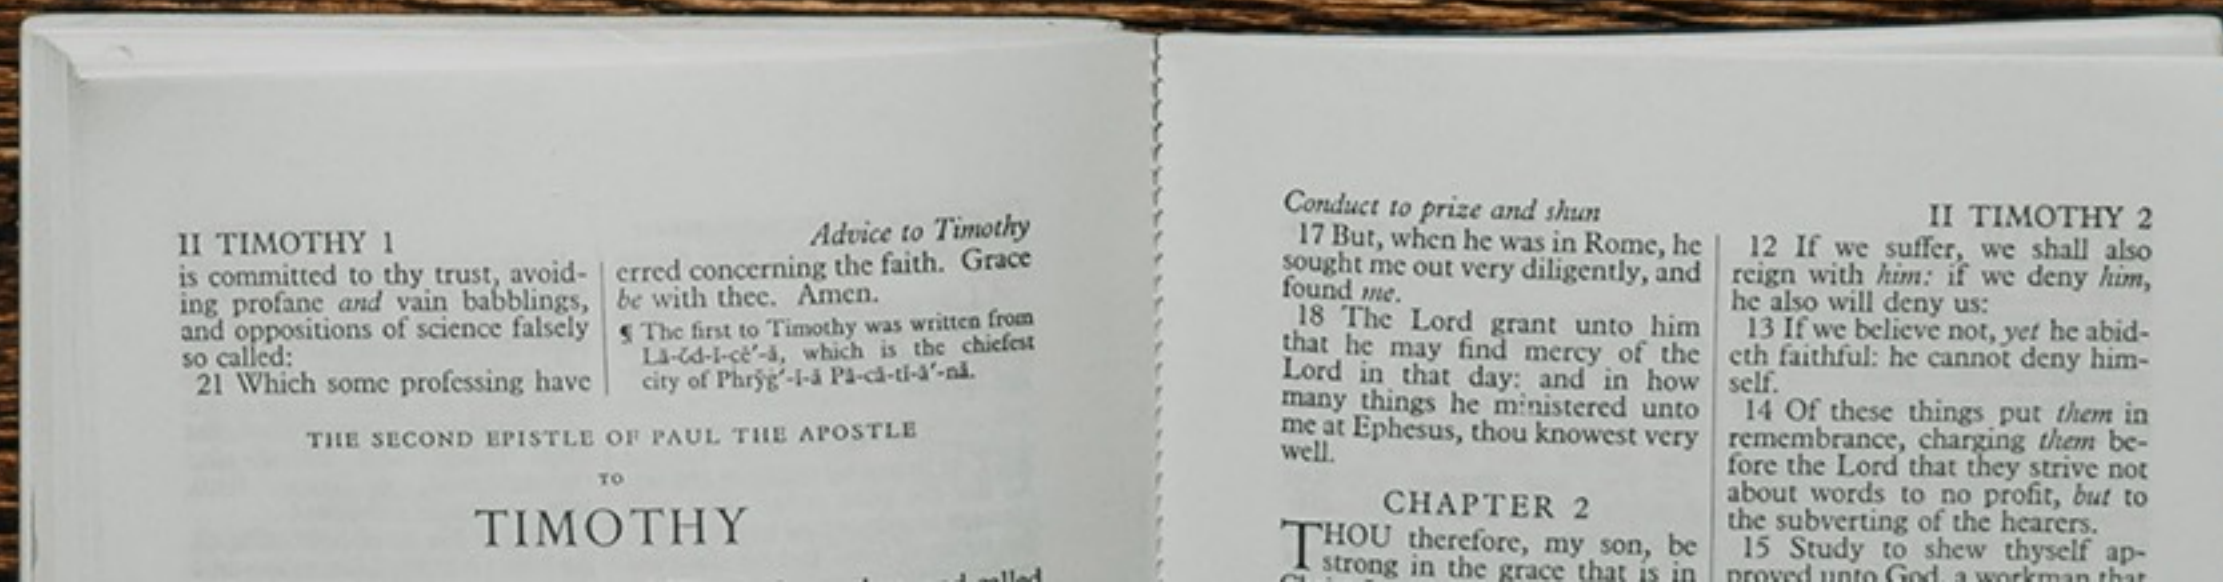 II TIMOTHY 1
Advice to Timothy
is committed to thy trust, avoid-
ing profane and vain babblings,
and oppositions of science falsely
so called:
21 Which some professing have
erred concerning the faith. Grace
be with thee. Amen.
¶ The first to Timothy was written from
Lā-ŏd-ĭ-cē′-ȧ, which is the chiefest
city of Phrўg′-ĭ-ȧ Pȧ-cȧ-tĭ-ā′-nȧ.
THE SECOND EPISTLE OF PAUL THE APOSTLE
TO
TIMOTHY
called
Conduct to prize and shun
II TIMOTHY 2
17 But, when he was in Rome, he
sought me out very diligently, and
found me.
18 The Lord grant unto him
that he may find mercy of the
Lord in that day: and in how
many things he ministered unto
me at Ephesus, thou knowest very
well.
CHAPTER 2
THOU therefore, my son, be
strong in the grace that is in
12 If we suffer, we shall also
reign with him: if we deny him,
he also will deny us:
13 If we believe not, yet he abid-
eth faithful: he cannot deny him-
self.
14 Of these things put them in
remembrance, charging them be-
fore the Lord that they strive not
about words to no profit, but to
the subverting of the hearers.
15 Study to shew thyself ap-
proved unto God, a workman that